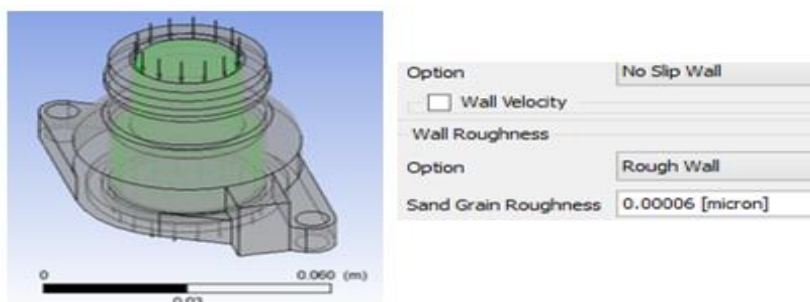 0
0.060 (m)
0.03
Option No Slip Wall
Wall Velocity
Wall Roughness
Option Rough Wall
Sand Grain Roughness 0.00006 [micron]